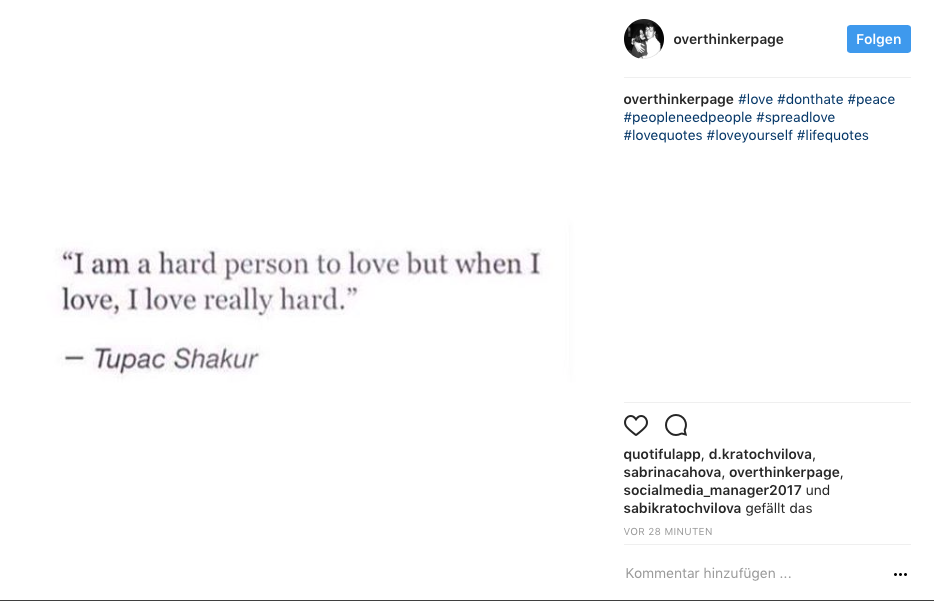 “I am a hard person to love but when I
love, I love really hard.”
— Tupac Shakur
overthinkerpage
Folgen
overthinkerpage #love #donthate #peace
#peopleneedpeople #spreadlove
#lovequotes #loveyourself #lifequotes
quotifulapp, d.kratochvilova,
sabrinacahova, overthinkerpage,
socialmedia_manager2017 und
sabikratochvilova gefällt das
VOR 28 MINUTEN
Kommentar hinzufügen ...